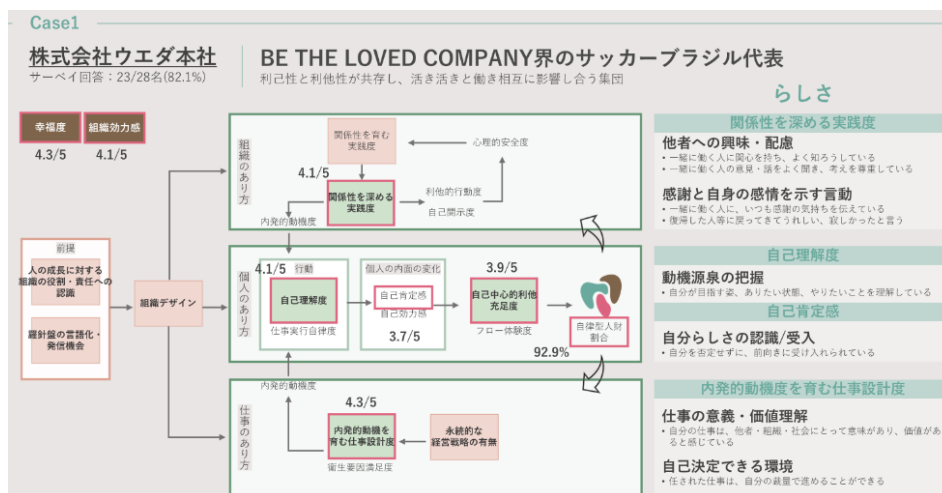 Case1
株式会社ウエダ本社
サーベイ回答：23/28名(82.1%)
BE THE LOVED COMPANY界のサッカーブラジル代表
利己性と利他性が共存し、活き活きと働き相互に影響し合う集団
らしさ
幸福度
組織効力感
4.3/5
4.1/5
前提
人の成長に対する
組織の役割・責任への
認識
羅針盤の言語化・
発信機会
組織デザイン
組織のあり方
関係性を育む
実践度
心理的安全度
4.1/5
関係性を深める
実践度
利他的行動度
自己開示度
内発的動機度
個人のあり方
4.1/5
行動
自己理解度
仕事実行自律度
個人の内面の変化
自己肯定感
自己効力感
3.7/5
3.9/5
自己中心的利他
充足度
フロー体験度
自律型人財
割合
92.9%
仕事のあり方
内発的動機度
4.3/5
内発的動機を
育む仕事設計度
衛生要因満足度
永続的な
経営戦略の有無
関係性を深める実践度
他者への興味・配慮
• 一緒に働く人に関心を持ち、よく知ろうしている
• 一緒に働く人の意見・話をよく聞き、考えを尊重している
感謝と自身の感情を示す言動
• 一緒に働く人に、いつも感謝の気持ちを伝えている
• 復帰した人等に戻ってきてうれしい、寂しかったと言う
自己理解度
動機源泉の把握
• 自分が目指す姿、ありたい状態、やりたいことを理解している
自己肯定感
自分らしさの認識/受入
• 自分を否定せずに、前向きに受け入れられている
内発的動機度を育む仕事設計度
仕事の意義・価値理解
• 自分の仕事は、他者・組織・社会にとって意味があり、価値があ
ると感じている
自己決定できる環境
• 任された仕事は、自分の裁量で進めることができる